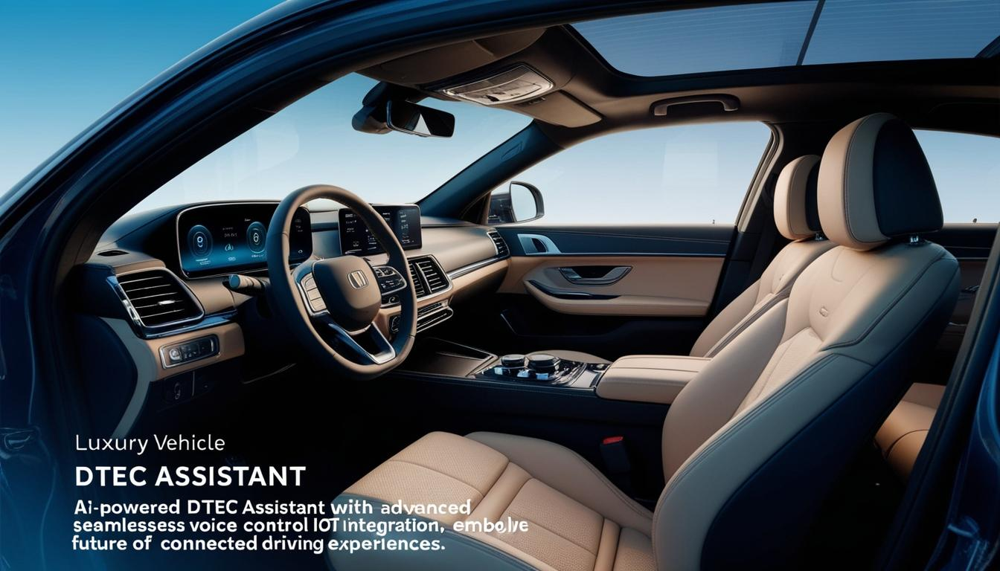 Luxury Vehicle
DTEC ASSISTANT
Ai-powered DTEC Assistant with advanced
seamlessess voice control IOT integration, embolve
future of connected driving experiences.